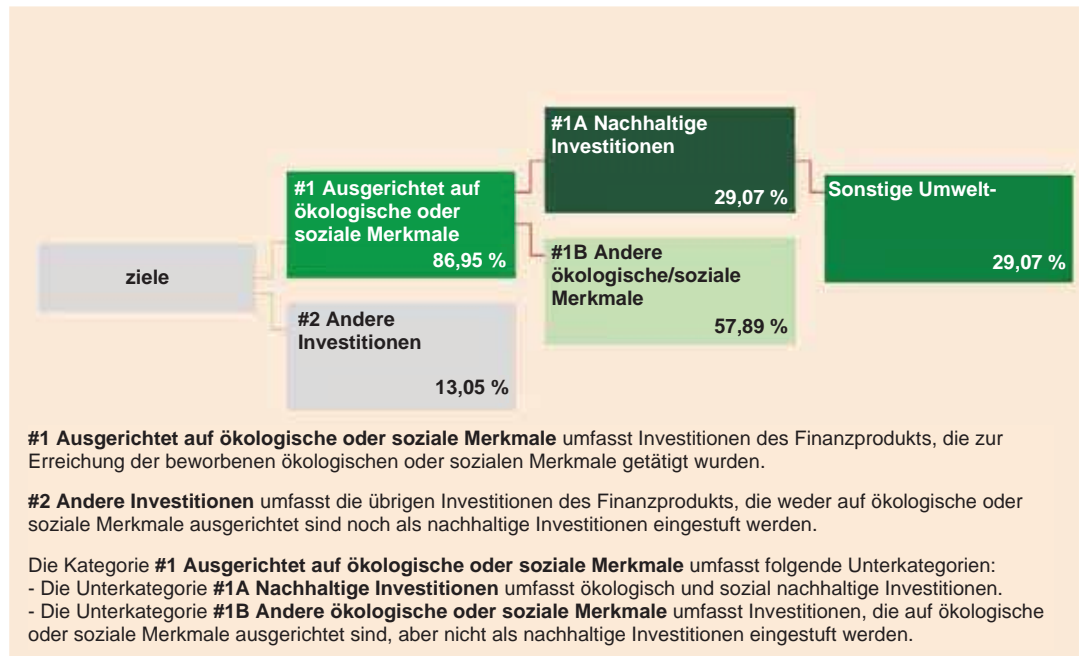 #1A Nachhaltige
Investitionen
29,07 %
#1 Ausgerichtet auf
ökologische oder
soziale Merkmale
86,95 %
Sonstige Umwelt-
29,07 %
ziele
#1B Andere
ökologische/soziale
Merkmale
57,89 %
#2 Andere
Investitionen
13,05 %
#1 Ausgerichtet auf ökologische oder soziale Merkmale umfasst Investitionen des Finanzprodukts, die zur
Erreichung der beworbenen ökologischen oder sozialen Merkmale getätigt wurden.
#2 Andere Investitionen umfasst die übrigen Investitionen des Finanzprodukts, die weder auf ökologische oder
soziale Merkmale ausgerichtet sind noch als nachhaltige Investitionen eingestuft werden.
Die Kategorie #1 Ausgerichtet auf ökologische oder soziale Merkmale umfasst folgende Unterkategorien:
- Die Unterkategorie #1A Nachhaltige Investitionen umfasst ökologisch und sozial nachhaltige Investitionen.
- Die Unterkategorie #1B Andere ökologische oder soziale Merkmale umfasst Investitionen, die auf ökologische
oder soziale Merkmale ausgerichtet sind, aber nicht als nachhaltige Investitionen eingestuft werden.